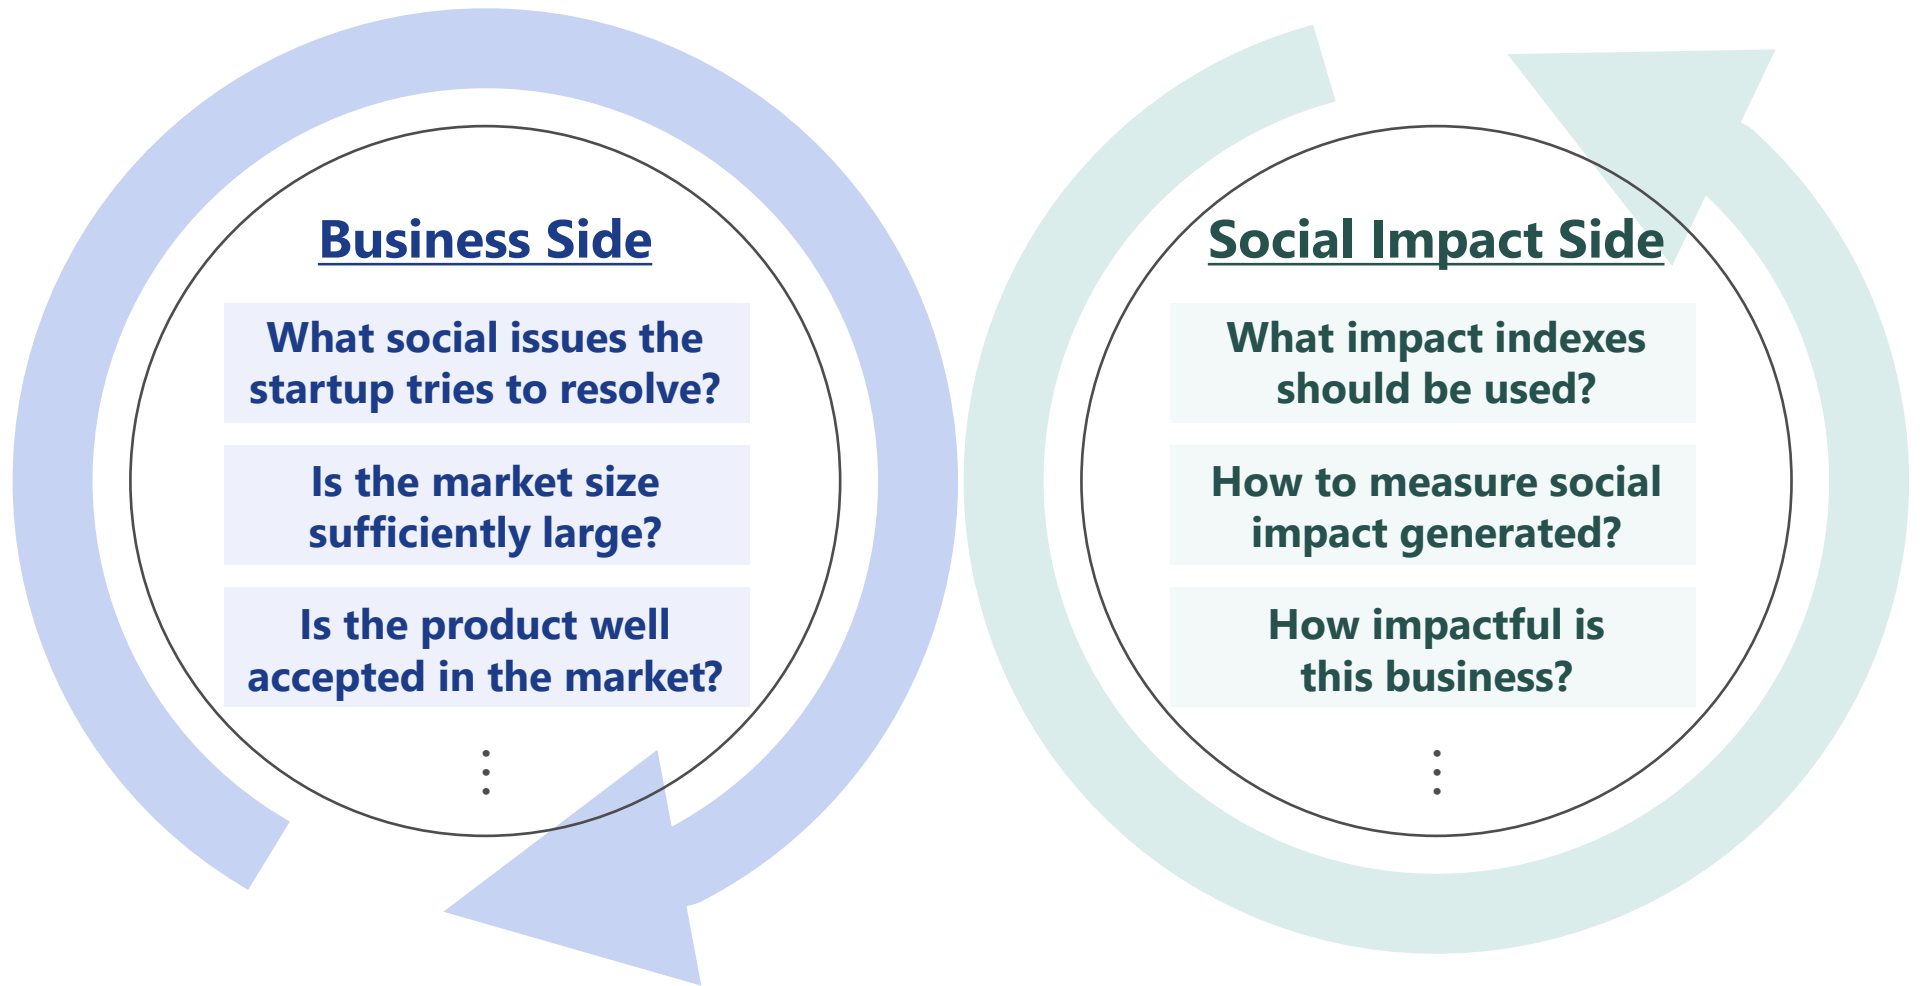 Business Side
What social issues the
startup tries to resolve?
Is the market size
sufficiently large?
Is the product well
accepted in the market?
Social Impact Side
What impact indexes
should be used?
How to measure social
impact generated?
How impactful is
this business?